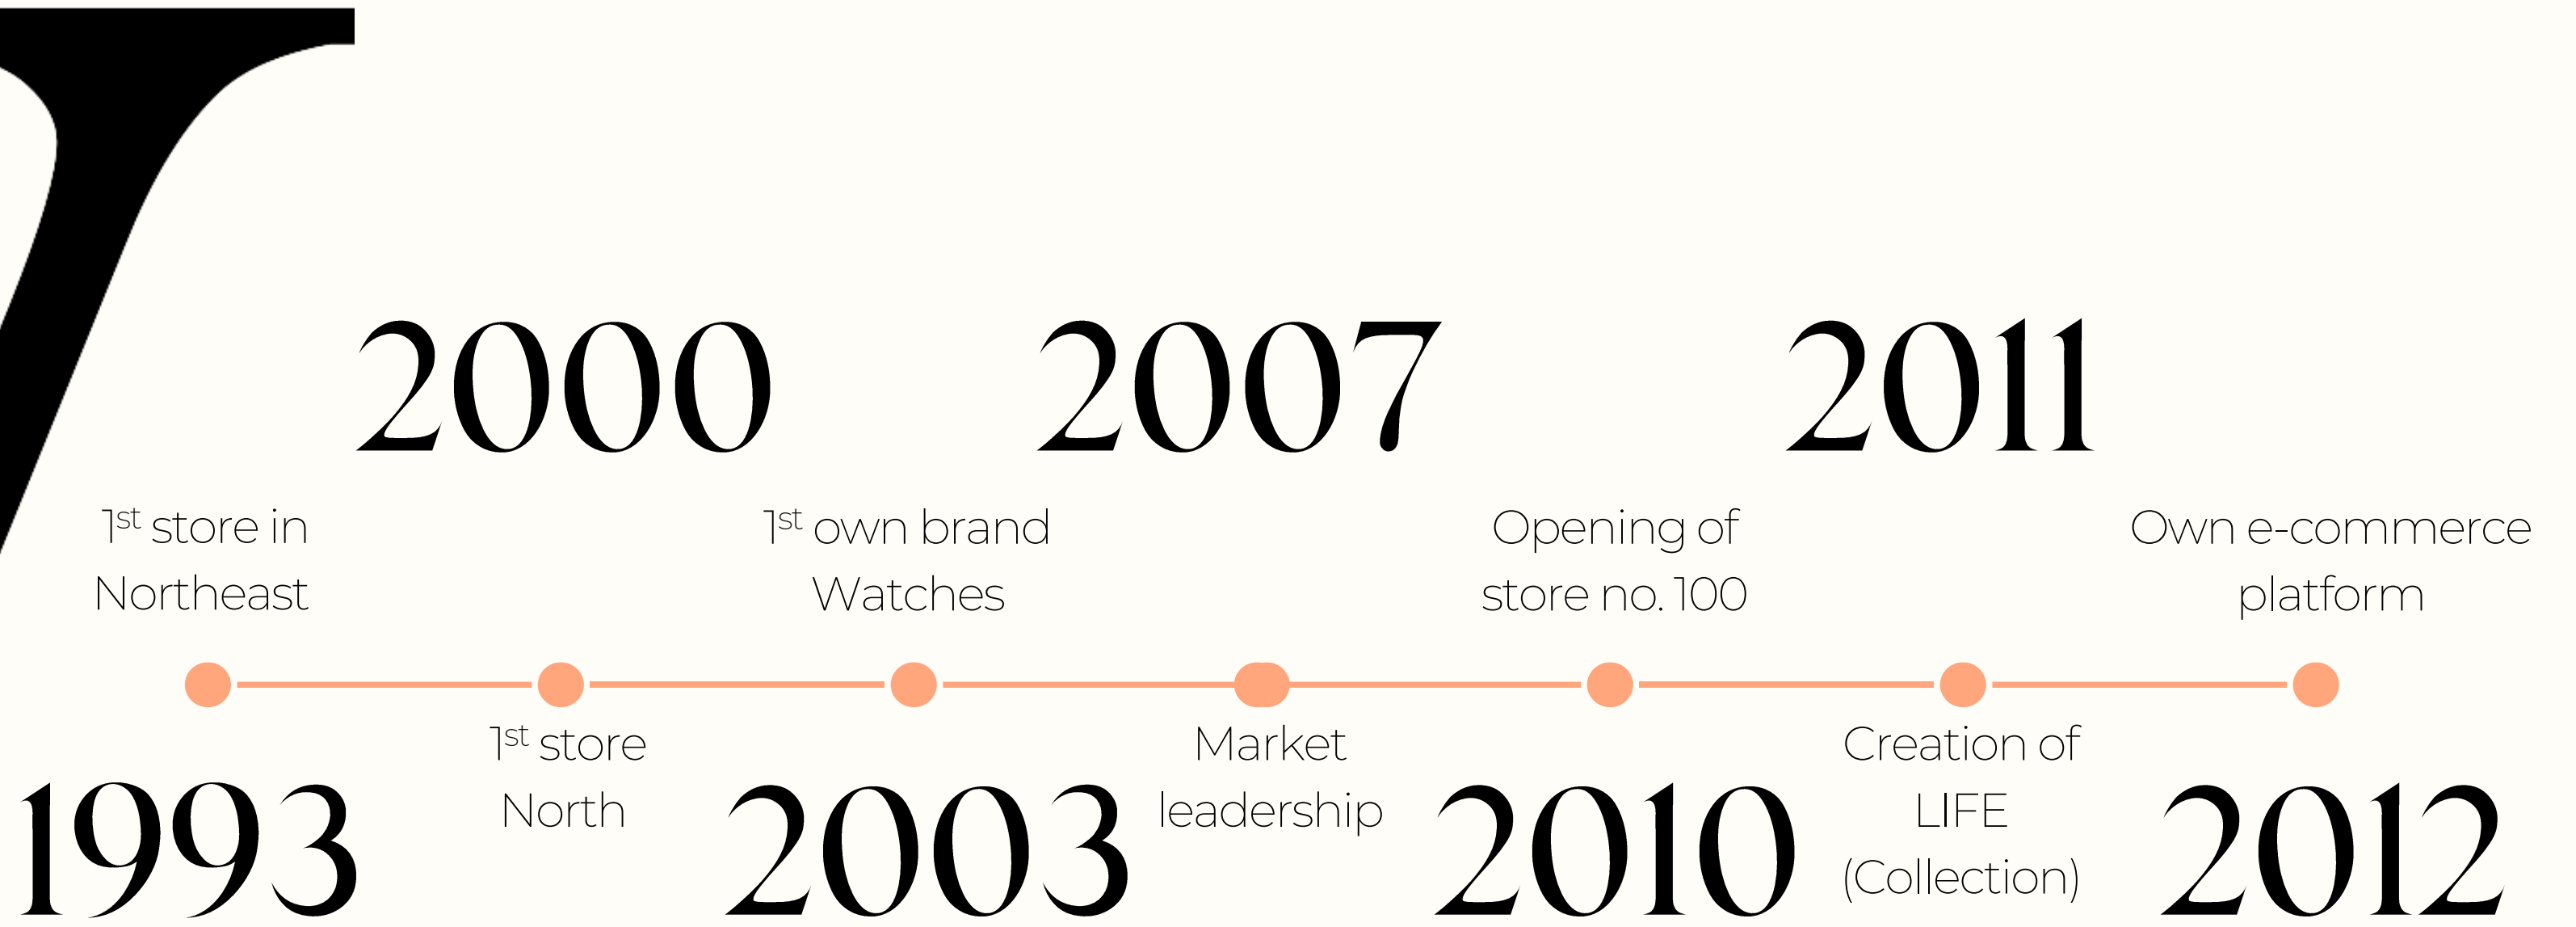 2000
2007
2011
1st store in
Northeast
1st own brand
Watches
Opening of
store no. 100
Own e-commerce
platform
1st store
North
Market
leadership
Creation of
LIFE
(Collection)
1993
2003
2010
2012